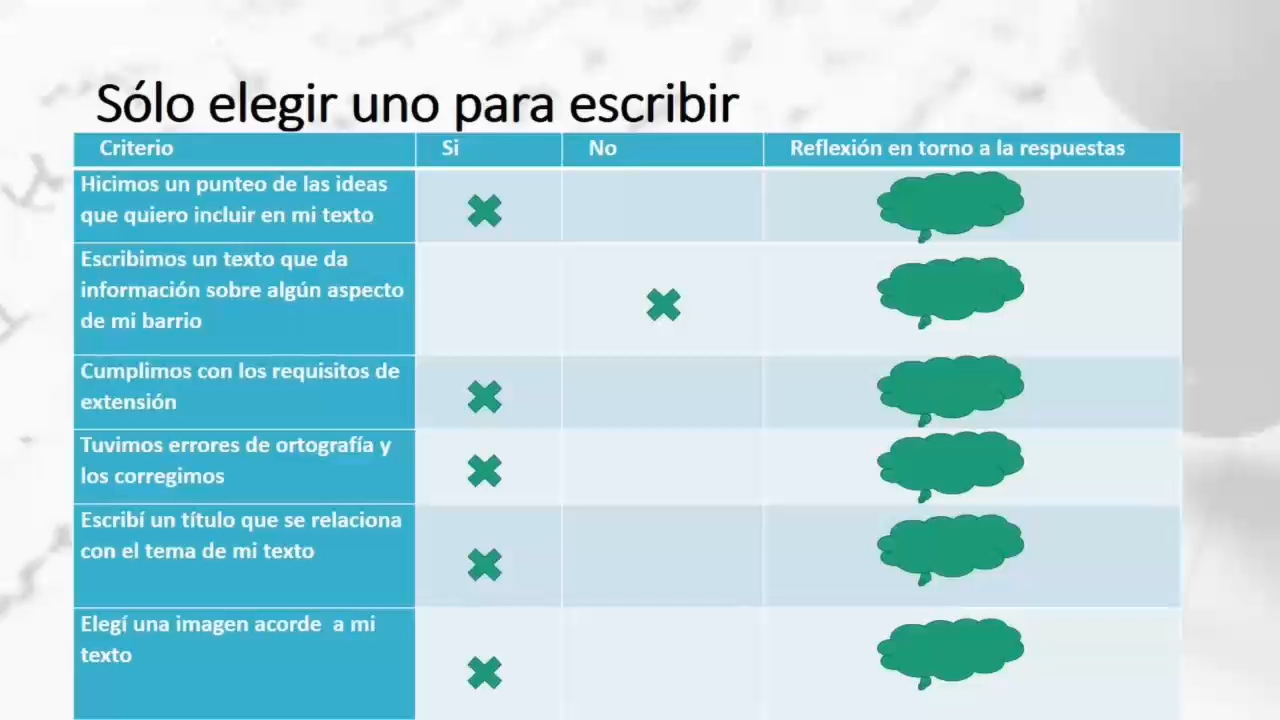 Sólo elegir uno para escribir
Criterio Si No Reflexión en torno a la respuestas
Hicimos un punteo de las ideas
que quiero incluir en mi texto
Escribimos un texto que da
información sobre algún aspecto
de mi barrio
Cumplimos con los requisitos de
extensión
Tuvimos errores de ortografía y
los corregimos
Escribí un título que se relaciona
con el tema de mi texto
Elegí una imagen acorde a mi
texto